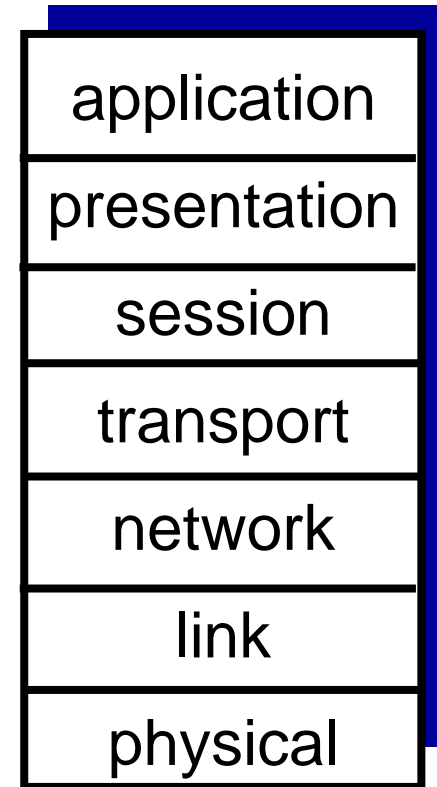 application
presentation
session
transport
network
link
physical